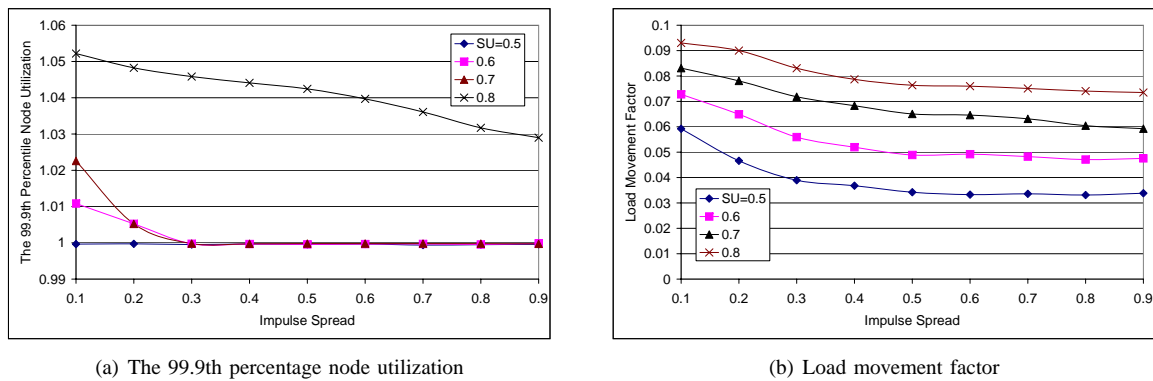 The 99.9th Percentile Node Utilization
1.06
1.05
1.04
1.03
1.02
1.01
1
0.99
SU=0.5
0.6
0.7
0.8
0.1 0.2 0.3 0.4 0.5 0.6 0.7 0.8 0.9
Impulse Spread
(a) The 99.9th percentage node utilization
Load Movement Factor
0.1
0.09
0.08
0.07
0.06
0.05
0.04
0.03
0.02
0.01
0
SU=0.5
0.6
0.7
0.8
0.1 0.2 0.3 0.4 0.5 0.6 0.7 0.8 0.9
Impulse Spread
(b) Load movement factor